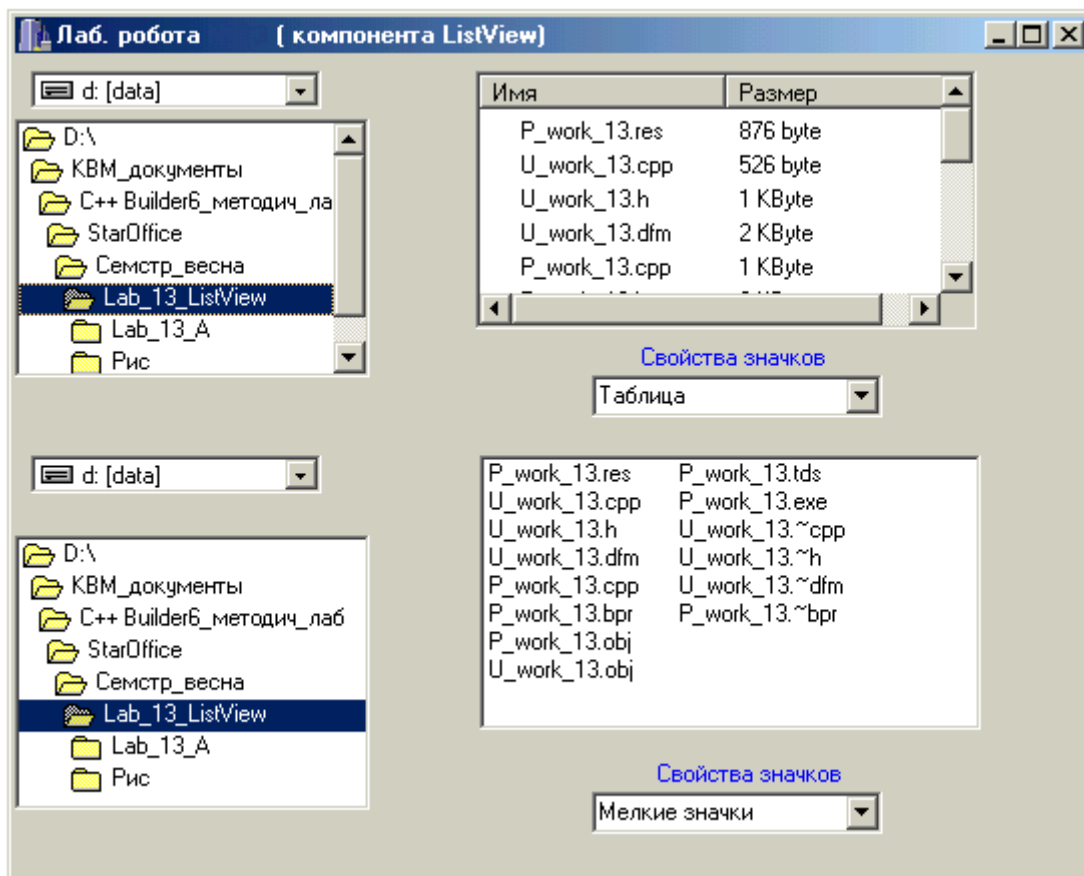 Лаб. робота ( компонента ListView)
d: [data]
D:\
КВМ_документы
C++ Builder6_методич_ла
StarOffice
Семстр_весна
Lab_13_ListView
Lab_13_A
Рис
Имя Размер
P_work_13.res 876 byte
U_work_13.cpp 526 byte
U_work_13.h 1 KByte
U_work_13.dfm 2 KByte
P_work_13.cpp 1 KByte
Свойства значков
Таблица
d: [data]
D:\
КВМ_документы
C++ Builder6_методич_лаб
StarOffice
Семстр_весна
Lab_13_ListView
Lab_13_A
Рис
P_work_13.res P_work_13.tds
U_work_13.cpp P_work_13.exe
U_work_13.h U_work_13.~cpp
U_work_13.dfm U_work_13.~h
P_work_13.cpp U_work_13.~dfm
P_work_13.bpr P_work_13.~bpr
P_work_13.obj
U_work_13.obj
Свойства значков
Мелкие значки